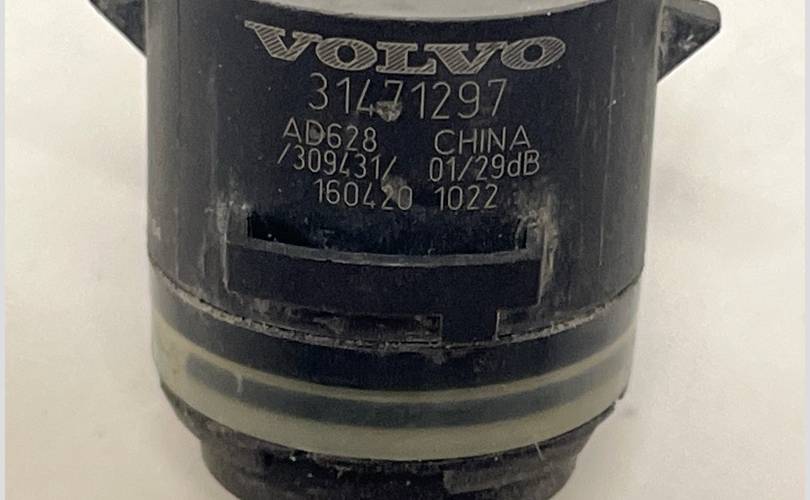 VOLVO
31471297
AD628 CHINA
/309431/ 01/29dB
160420 1022